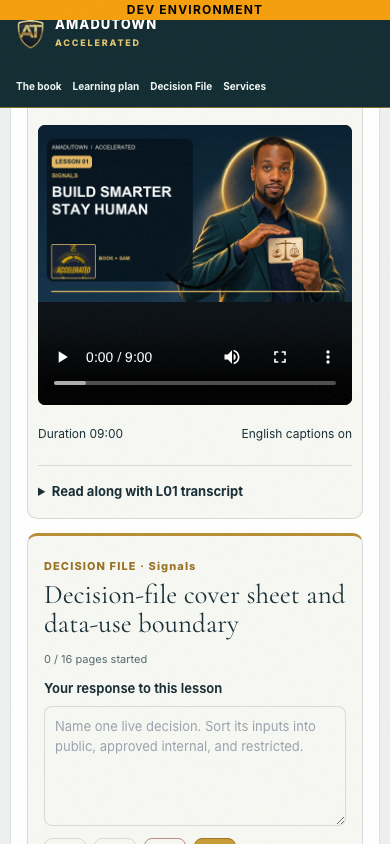 DEV ENVIRONMENT
AT
AMADUTOWN
ACCELERATED
The book Learning plan Decision File Services
AMADUTOWN / ACCELERATED
LESSON 01
SIGNALS
BUILD SMARTER
STAY HUMAN
ACCELERATED
BOOK + SAM
0:00 / 9:00
Duration 09:00
English captions on
Read along with L01 transcript
DECISION FILE · Signals
Decision-file cover sheet and
data-use boundary
0 / 16 pages started
Your response to this lesson
Name one live decision. Sort its inputs into
public, approved internal, and restricted.